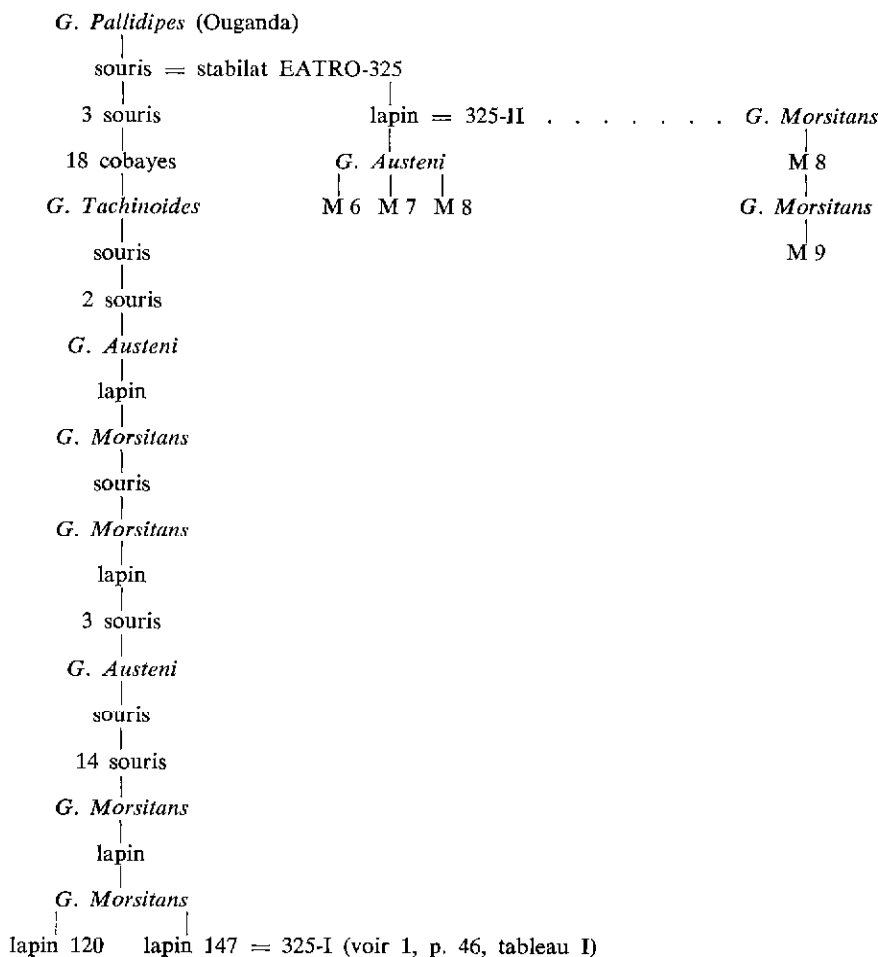 G. Pallidipes (Ouganda)
souris = stabilat EATRO-325
3 souris lapin = 325-II . . . . . . . G. Morsitans
18 cobayes G. Austeni M 8
G. Tachinoides M 6 M 7 M 8 G. Morsitans
souris M 9
2 souris
G. Austeni
lapin
G. Morsitans
souris
G. Morsitans
lapin
3 souris
G. Austeni
souris
14 souris
G. Morsitans
lapin
G. Morsitans
lapin 120 lapin 147 = 325-I (voir 1, p. 46, tableau I)